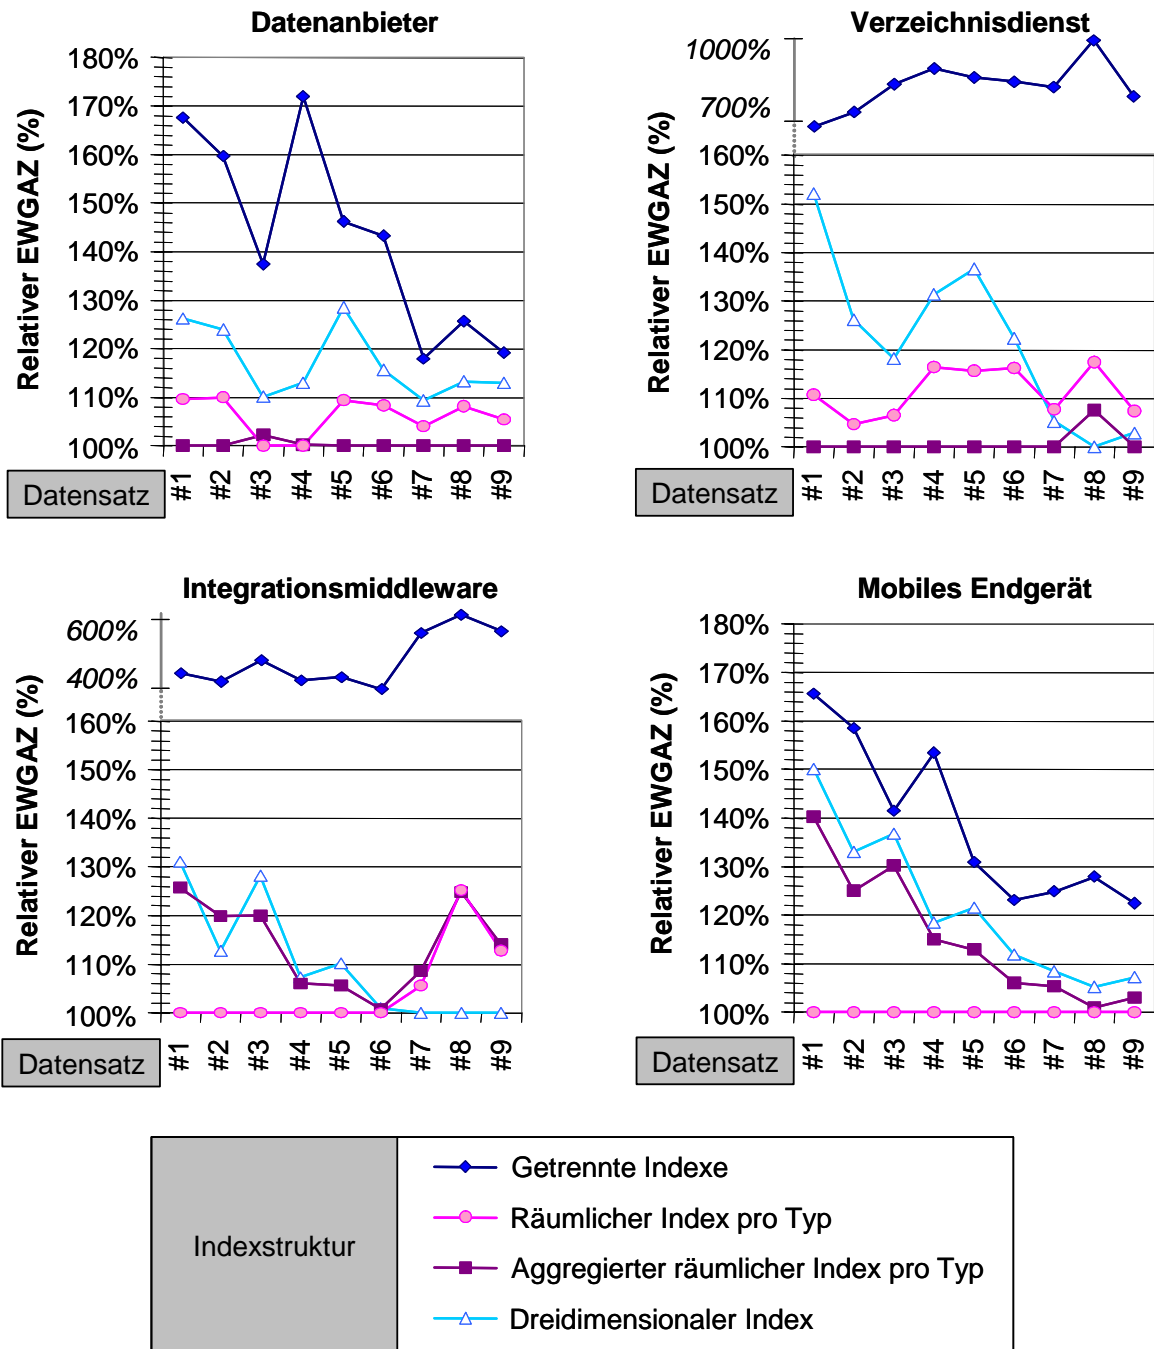 Datenanbieter
Relativer EWGAZ (%)
180%
170%
160%
150%
140%
130%
120%
110%
100%
Datensatz
#1 #2 #3 #4 #5 #6 #7 #8 #9
Verzeichnisdienst
Relativer EWGAZ (%)
1000%
700%
160%
150%
140%
130%
120%
110%
100%
Datensatz
#1 #2 #3 #4 #5 #6 #7 #8 #9
Integrationsmiddleware
Relativer EWGAZ (%)
600%
400%
160%
150%
140%
130%
120%
110%
100%
Datensatz
#1 #2 #3 #4 #5 #6 #7 #8 #9
Mobiles Endgerät
Relativer EWGAZ (%)
180%
170%
160%
150%
140%
130%
120%
110%
100%
Datensatz
#1 #2 #3 #4 #5 #6 #7 #8 #9
Indexstruktur
Getrennte Indexe
Räumlicher Index pro Typ
Aggregierter räumlicher Index pro Typ
Dreidimensionaler Index